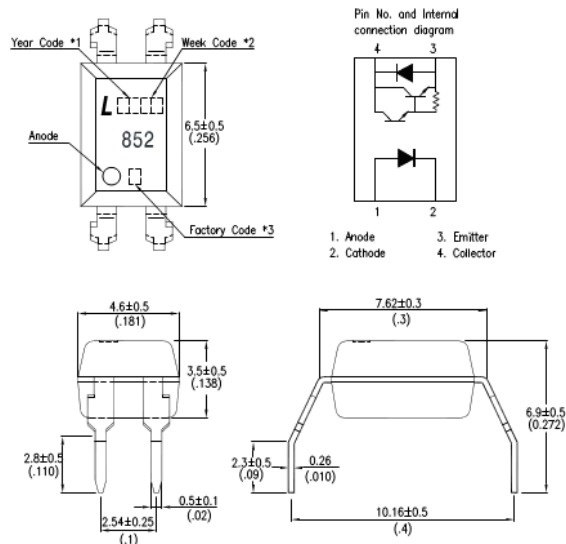 Pin No. and Internal
connection diagram
Year Code *1
Week Code *2
4 3
L
852
6.5±0.5
(.256)
Anode
Factory Code *3
1 2
1. Anode 3. Emitter
2. Cathode 4. Collector
4.6±0.5
(.181)
7.62±0.3
(.3)
3.5±0.5
(.138)
6.9±0.5
(0.272)
2.8±0.5
(.110)
2.3±0.5
(.09)
0.26
(.010)
0.5±0.1
(.02)
2.54±0.25
(.1)
10.16±0.5
(.4)